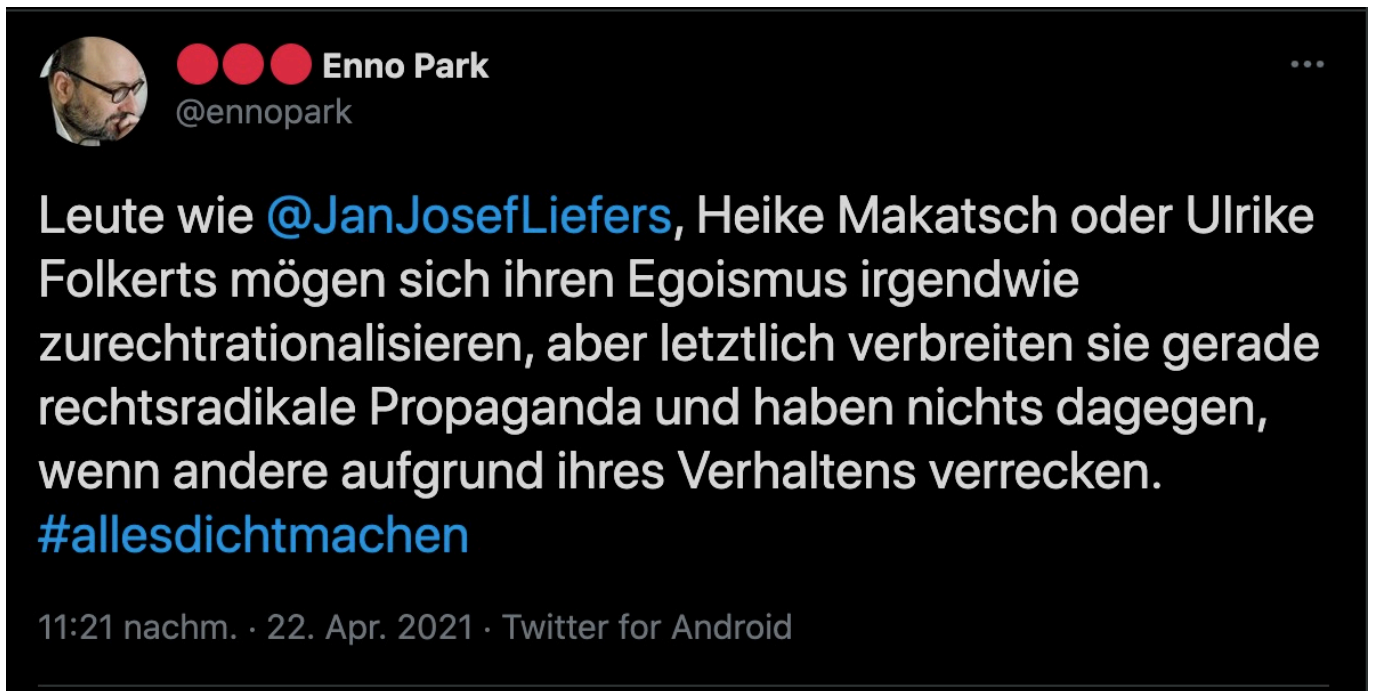 Enno Park
@ennopark
Leute wie @JanJosefLiefers, Heike Makatsch oder Ulrike
Folkerts mögen sich ihren Egoismus irgendwie
zurechtrationalisieren, aber letztlich verbreiten sie gerade
rechtsradikale Propaganda und haben nichts dagegen,
wenn andere aufgrund ihres Verhaltens verrecken.
#allesdichtmachen
11:21 nachm. · 22. Apr. 2021 · Twitter for Android